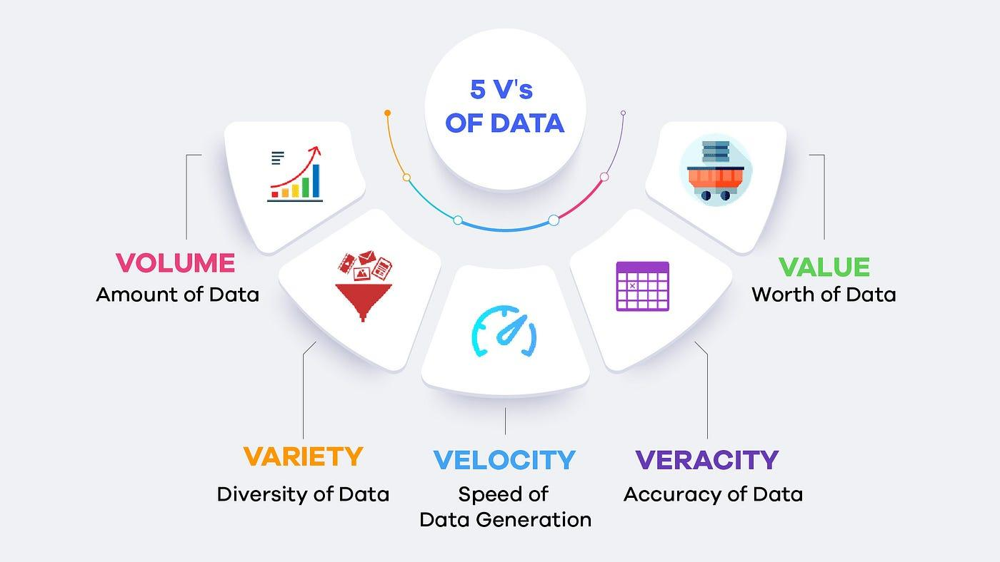 5 V's
OF DATA
VOLUME
Amount of Data
VARIETY
Diversity of Data
VELOCITY
Speed of
Data Generation
VERACITY
Accuracy of Data
VALUE
Worth of Data